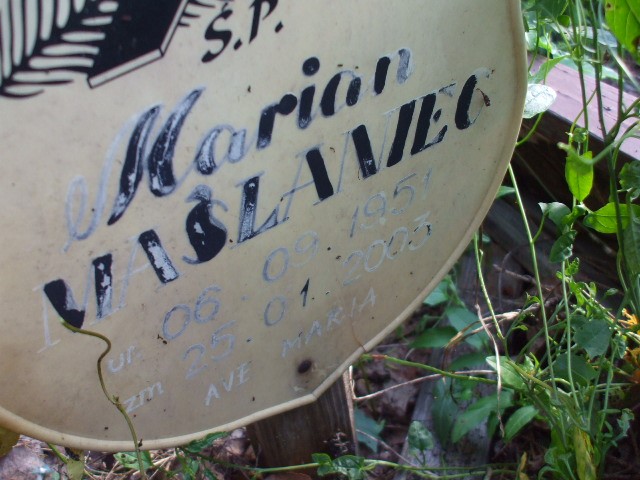 Ś.P.
Marian
MAŚLANIEC
ur. 06. 09. 1951
zm 25. 01. 2003
AVE MARIA